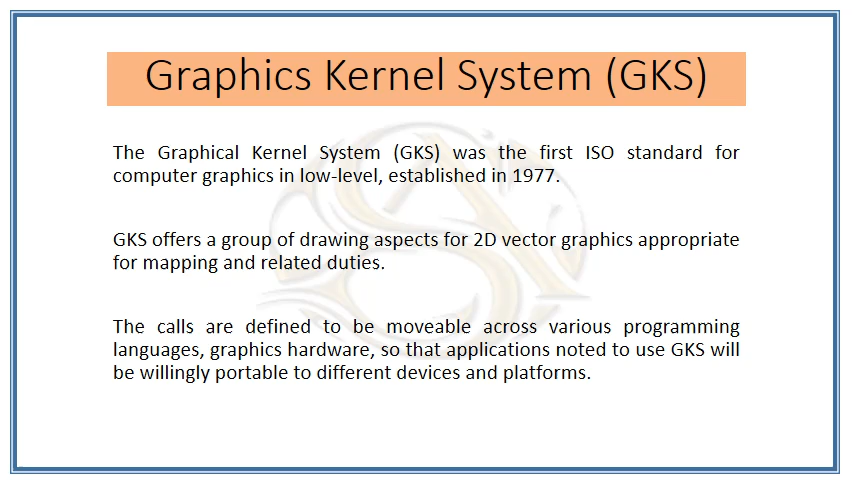 Graphics Kernel System (GKS)
The Graphical Kernel System (GKS) was the first ISO standard for
computer graphics in low-level, established in 1977.
GKS offers a group of drawing aspects for 2D vector graphics appropriate
for mapping and related duties.
The calls are defined to be moveable across various programming
languages, graphics hardware, so that applications noted to use GKS will
be willingly portable to different devices and platforms.